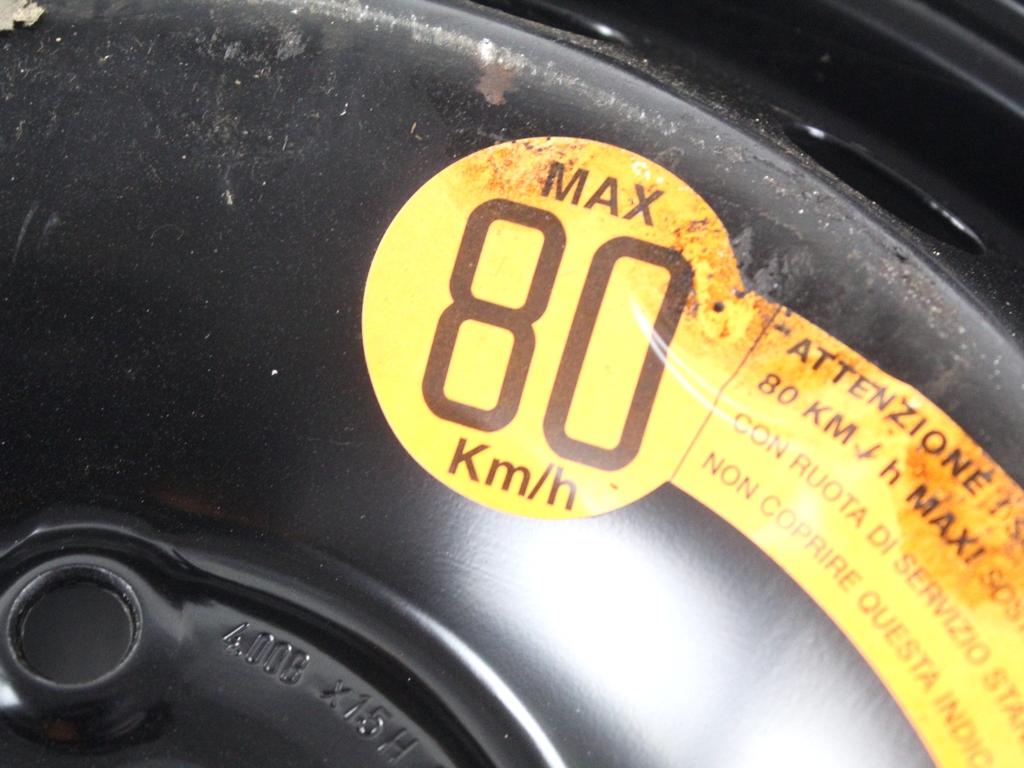 MAX
80
Km/h
ATTENZIONE !
80 KM/h MAX!
CON RUOTA DI SERVIZIO
NON COPRIRE QUESTA
4.00B x15H